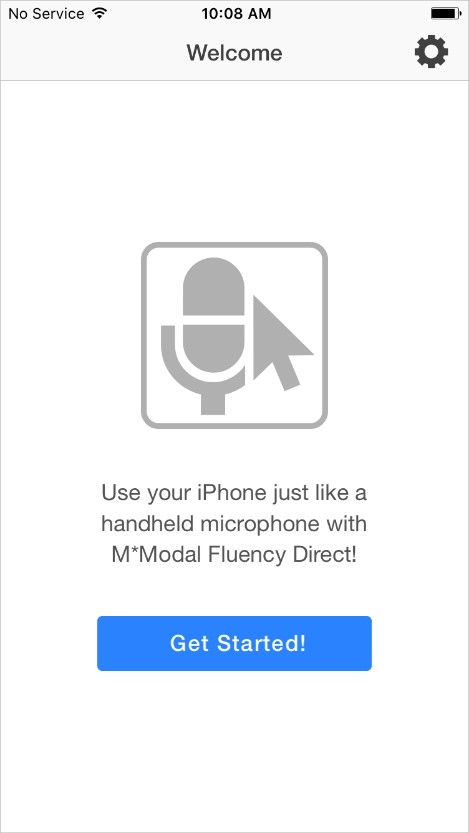 No Service 10:08 AM
Welcome
Use your iPhone just like a
handheld microphone with
M*Modal Fluency Direct!
Get Started!